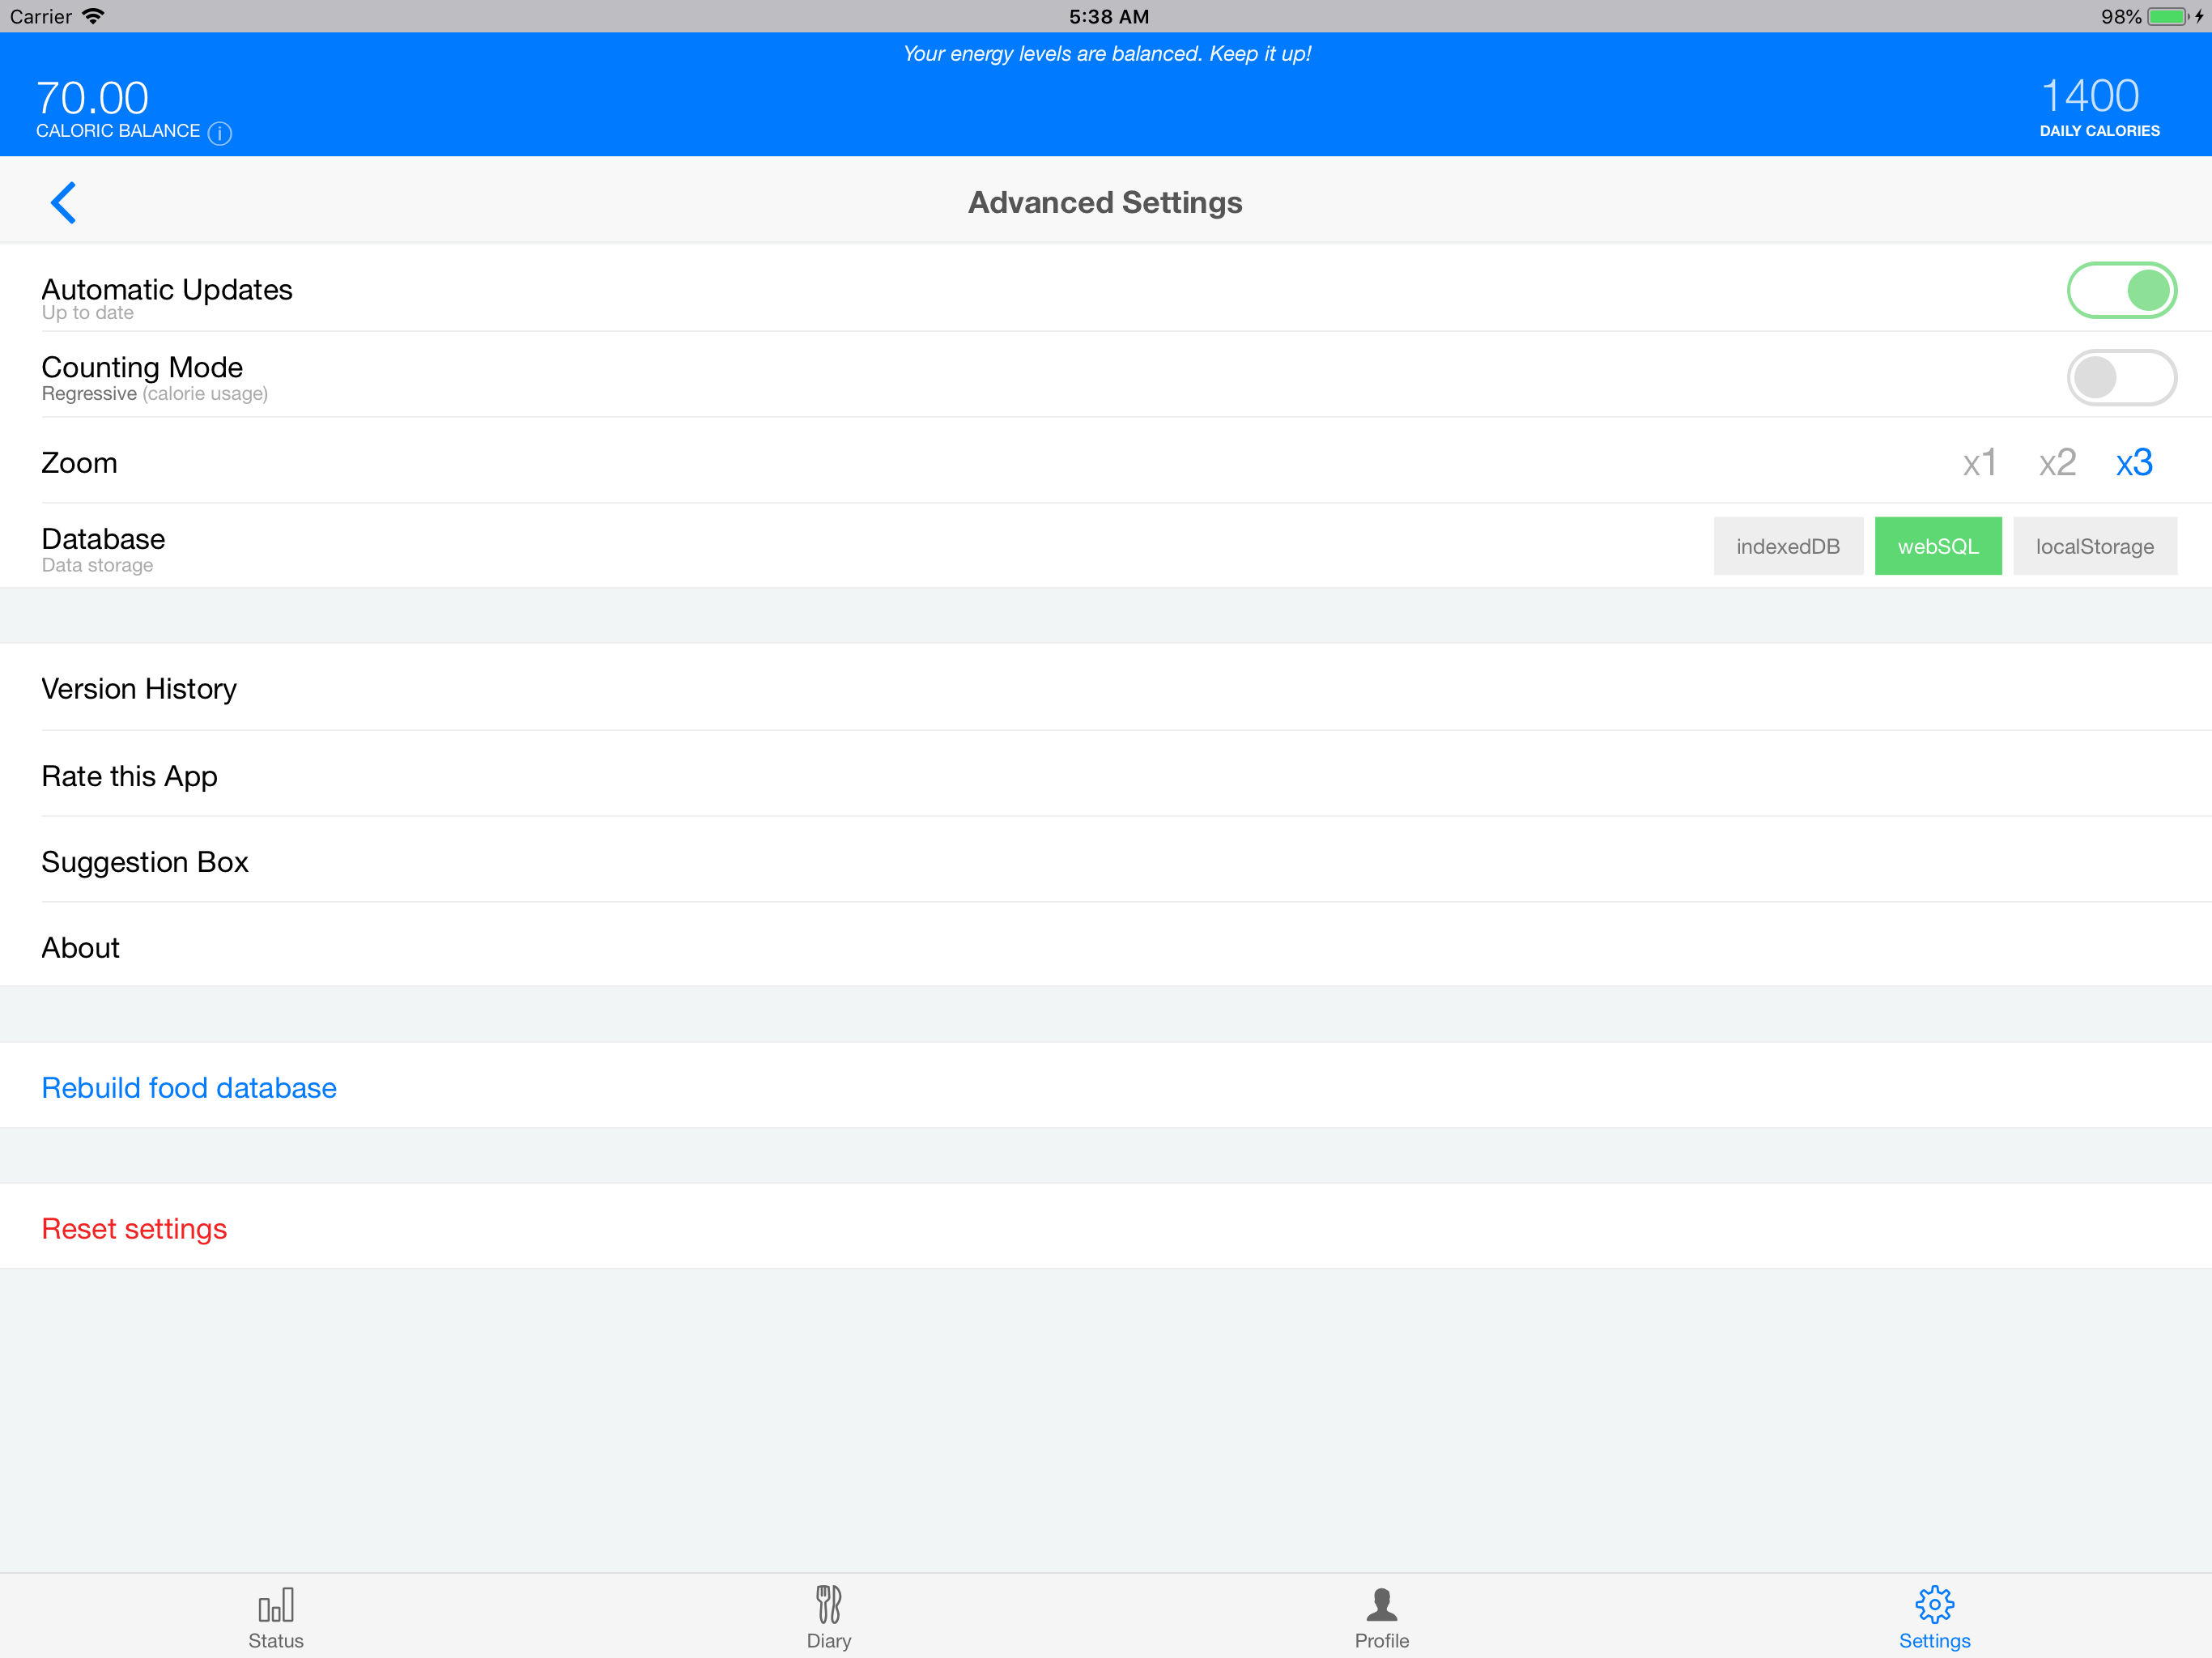 Carrier 5:38 AM 98%
Your energy levels are balanced. Keep it up!
70.00 1400
CALORIC BALANCE DAILY CALORIES
Advanced Settings
Automatic Updates
Up to date
Counting Mode
Regressive (calorie usage)
Zoom x1 x2 x3
Database indexedDB webSQL localStorage
Data storage
Version History
Rate this App
Suggestion Box
About
Rebuild food database
Reset settings
Status Diary Profile Settings